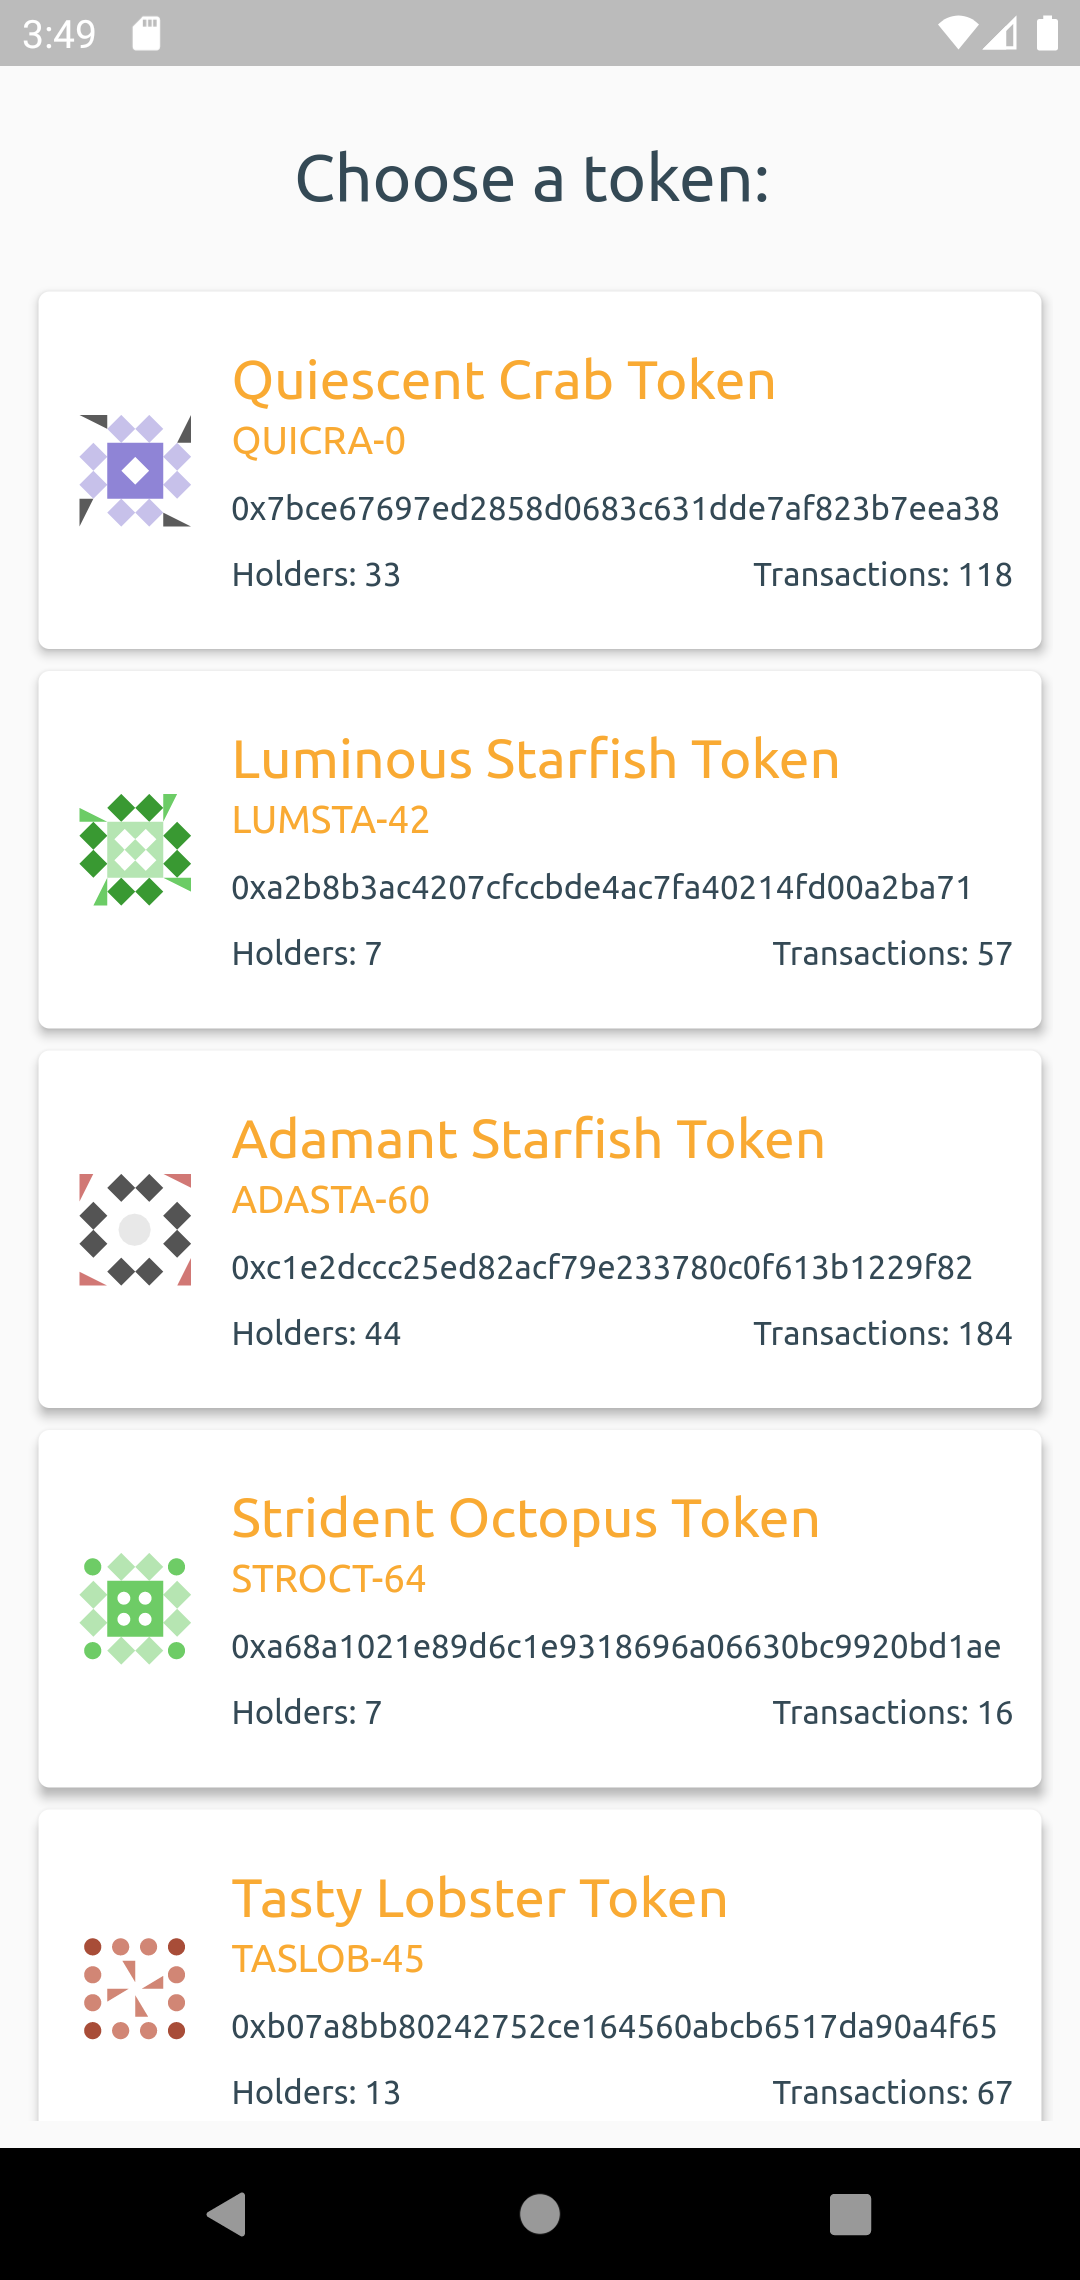 3:49
Choose a token:
Quiescent Crab Token
QUICRA-0
0x7bce67697ed2858d0683c631dde7af823b7eea38
Holders: 33 Transactions: 118
Luminous Starfish Token
LUMSTA-42
0xa2b8b3ac4207cfccbde4ac7fa40214fd00a2ba71
Holders: 7 Transactions: 57
Adamant Starfish Token
ADASTA-60
0xc1e2dccc25ed82acf79e233780c0f613b1229f82
Holders: 44 Transactions: 184
Strident Octopus Token
STROCT-64
0xa68a1021e89d6c1e9318696a06630bc9920bd1ae
Holders: 7 Transactions: 16
Tasty Lobster Token
TASLOB-45
0xb07a8bb80242752ce164560abcb6517da90a4f65
Holders: 13 Transactions: 67